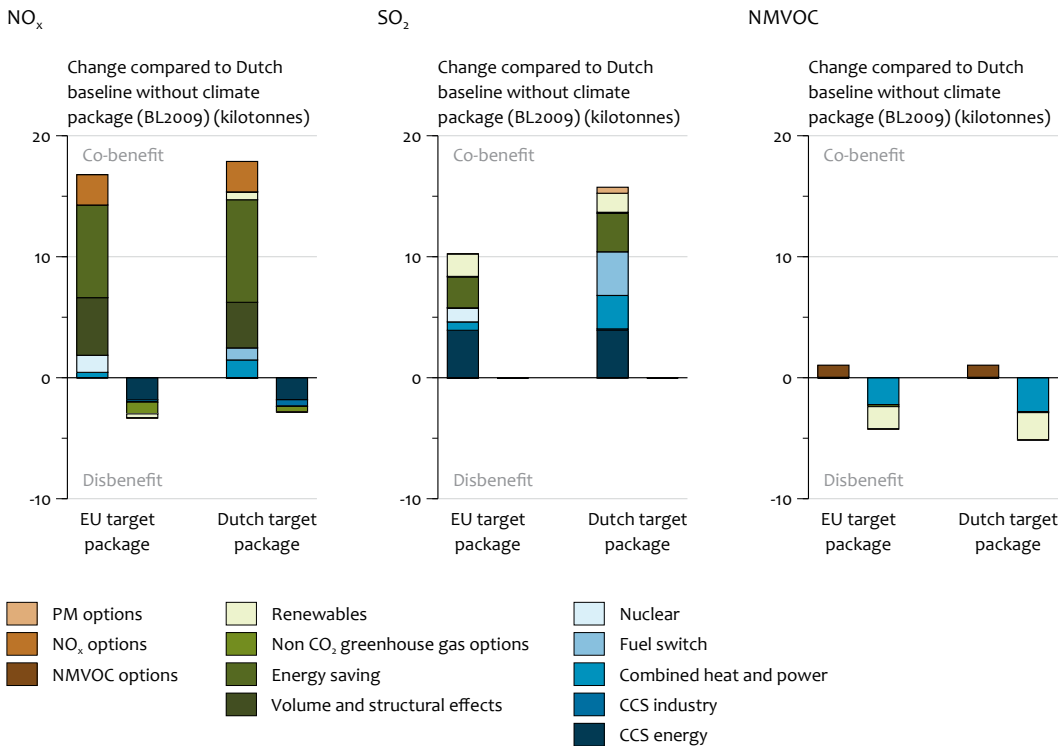 NOx
Change compared to Dutch
baseline without climate
package (BL2009) (kilotonnes)
20
Co-benefit
10
0
Disbenefit
-10
EU target
package
Dutch target
package
SO2
Change compared to Dutch
baseline without climate
package (BL2009) (kilotonnes)
20
Co-benefit
10
0
Disbenefit
-10
EU target
package
Dutch target
package
NMVOC
Change compared to Dutch
baseline without climate
package (BL2009) (kilotonnes)
20
Co-benefit
10
0
Disbenefit
-10
EU target
package
Dutch target
package
PM options
NOx options
NMVOC options
Renewables
Non CO2 greenhouse gas options
Energy saving
Volume and structural effects
Nuclear
Fuel switch
Combined heat and power
CCS industry
CCS energy